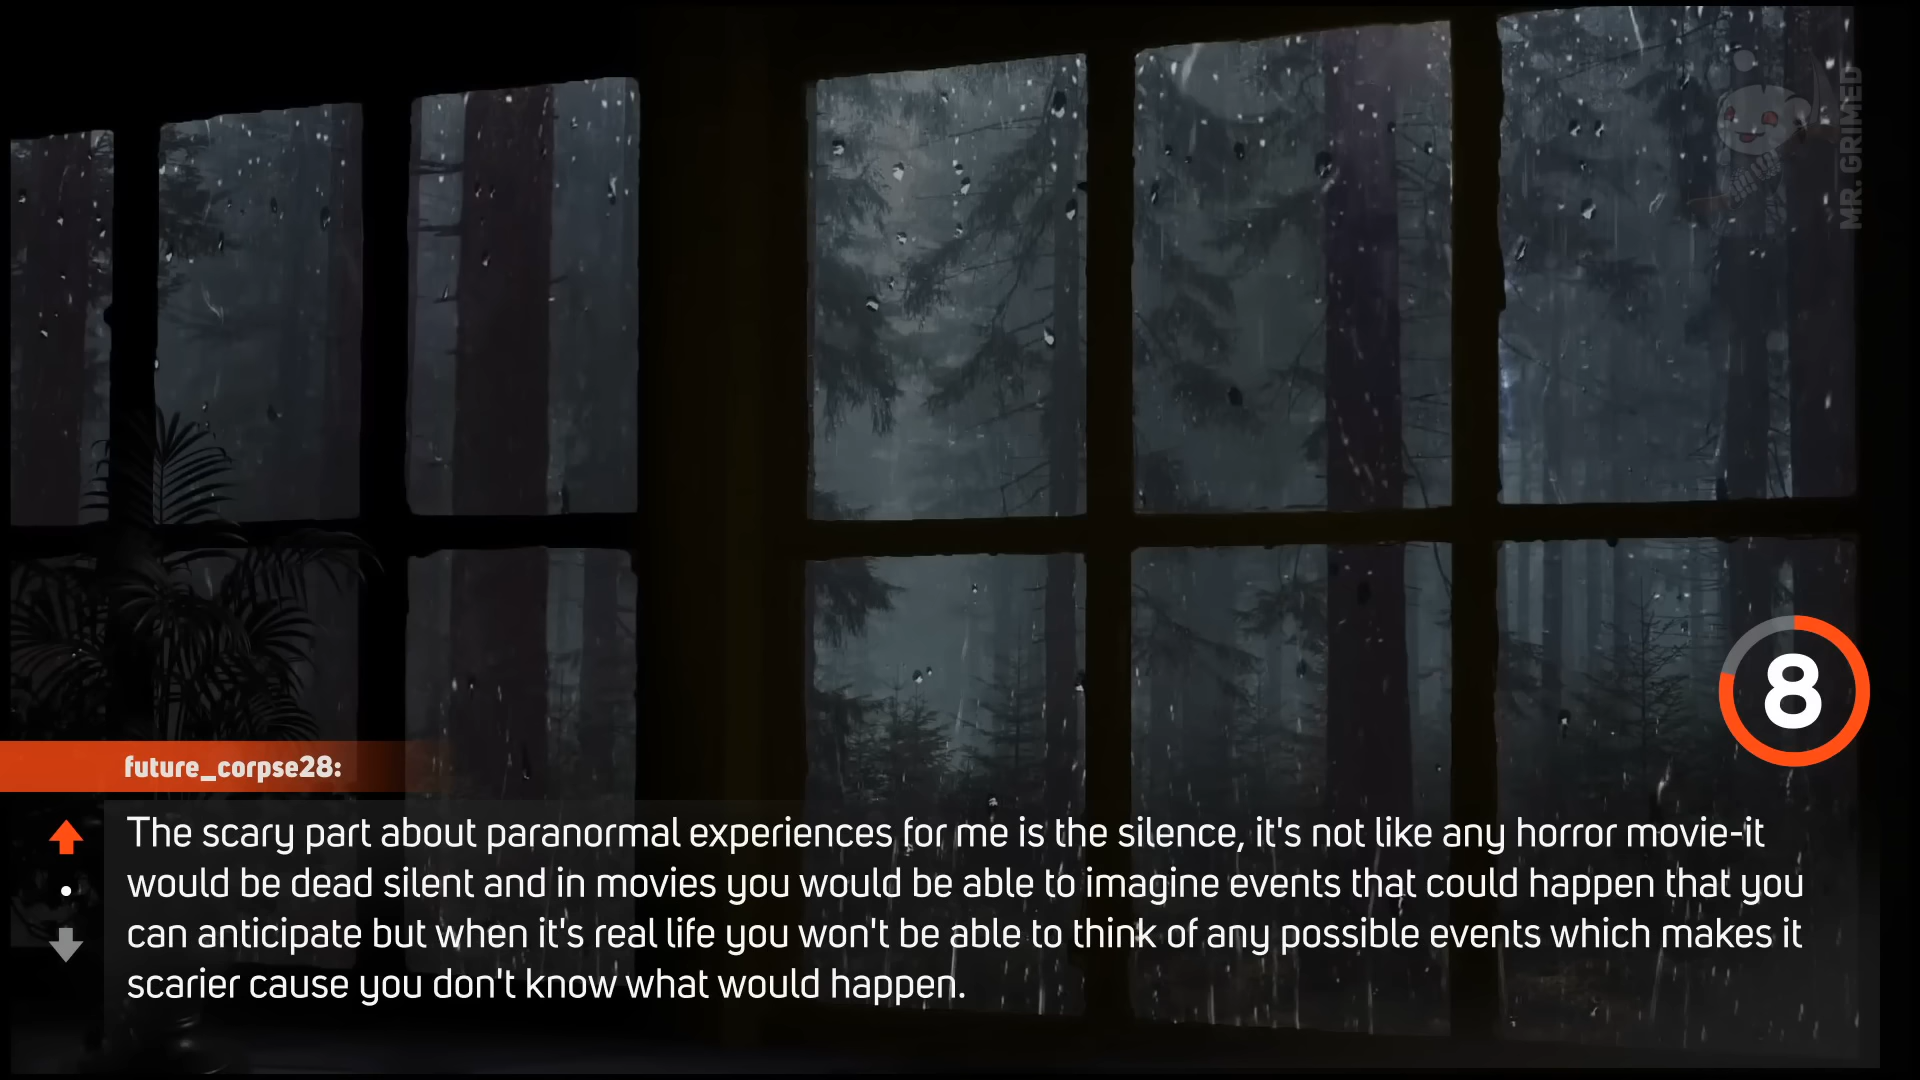 MR. GRIMED
8
future_corpse28:
The scary part about paranormal experiences for me is the silence, it's not like any horror movie-it
would be dead silent and in movies you would be able to imagine events that could happen that you
can anticipate but when it's real life you won't be able to think of any possible events which makes it
scarier cause you don't know what would happen.